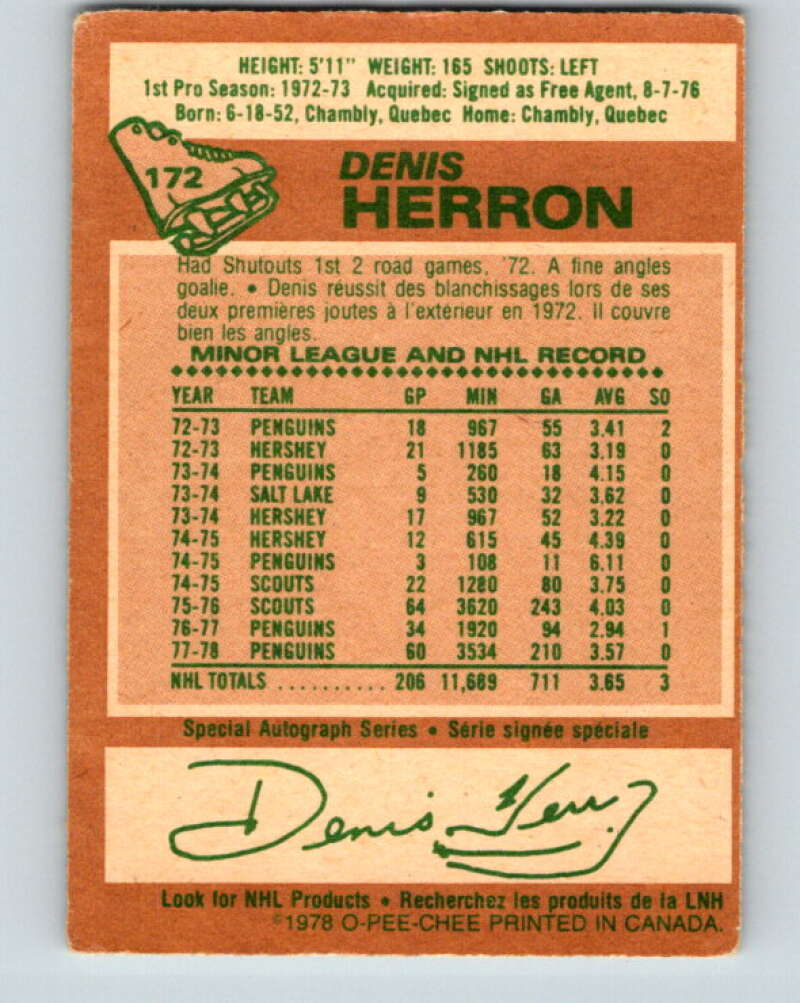 HEIGHT: 5'11" WEIGHT: 165 SHOOTS: LEFT
1st Pro Season: 1972-73 Acquired: Signed as Free Agent, 8-7-76
Born: 6-18-52, Chambly, Quebec Home: Chambly, Quebec
172
DENIS
HERRON
Had Shutouts 1st 2 road games, '72. A fine angles
goalie. • Denis réussit des blanchissages lors de ses
deux premières joutes à l'extérieur en 1972. Il couvre
bien les angles.
MINOR LEAGUE AND NHL RECORD
YEAR TEAM GP MIN GA AVG SO
72-73 PENGUINS 18 967 55 3.41 2
72-73 HERSHEY 21 1185 63 3.19 0
73-74 PENGUINS 5 260 18 4.15 0
73-74 SALT LAKE 9 530 32 3.62 0
73-74 HERSHEY 17 967 52 3.22 0
74-75 HERSHEY 12 615 45 4.39 0
74-75 PENGUINS 3 108 11 6.11 0
74-75 SCOUTS 22 1280 80 3.75 0
75-76 SCOUTS 64 3620 243 4.03 0
76-77 PENGUINS 34 1920 94 2.94 1
77-78 PENGUINS 60 3534 210 3.57 0
NHL TOTALS .......... 206 11,689 711 3.65 3
Special Autograph Series • Série signée spéciale
Denis Herron
Look for NHL Products • Recherchez les produits de la LNH
©1978 O-PEE-CHEE PRINTED IN CANADA.